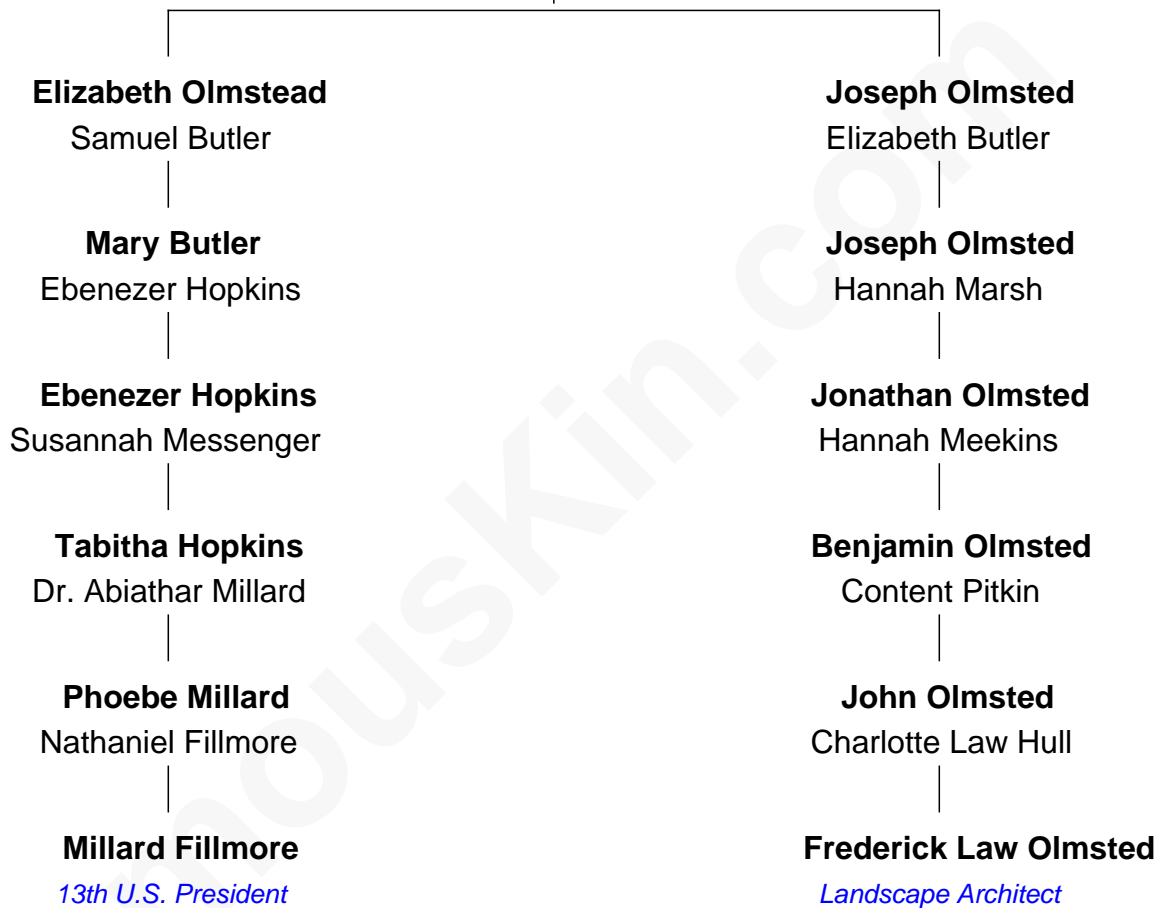 Elizabeth Olmstead
Samuel Butler
Mary Butler
Ebenezer Hopkins
Ebenezer Hopkins
Susannah Messenger
Tabitha Hopkins
Dr. Abiathar Millard
Phoebe Millard
Nathaniel Fillmore
Millard Fillmore
13th U.S. President
Joseph Olmsted
Elizabeth Butler
Joseph Olmsted
Hannah Marsh
Jonathan Olmsted
Hannah Meekins
Benjamin Olmsted
Content Pitkin
John Olmsted
Charlotte Law Hull
Frederick Law Olmsted
Landscape Architect
mousKin.com